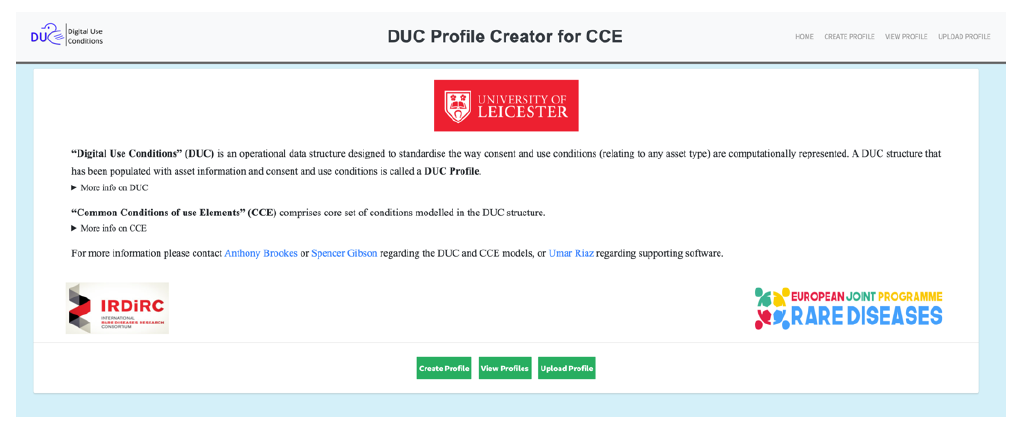 DUC
Digital Use
Conditions
DUC Profile Creator for CCE
HOME CREATE PROFILE VIEW PROFILE UPLOAD PROFILE
UNIVERSITY OF
LEICESTER
“Digital Use Conditions” (DUC) is an operational data structure designed to standardise the way consent and use conditions (relating to any asset type) are computationally represented. A DUC structure that
has been populated with asset information and consent and use conditions is called a DUC Profile.
▶ More info on DUC
“Common Conditions of use Elements” (CCE) comprises core set of conditions modelled in the DUC structure.
▶ More info on CCE
For more information please contact Anthony Brookes or Spencer Gibson regarding the DUC and CCE models, or Umar Riaz regarding supporting software.
IRDiRC
INTERNATIONAL
RARE DISEASES RESEARCH
CONSORTIUM
EUROPEAN JOINT PROGRAMME
RARE DISEASES
Create Profile View Profiles Upload Profile